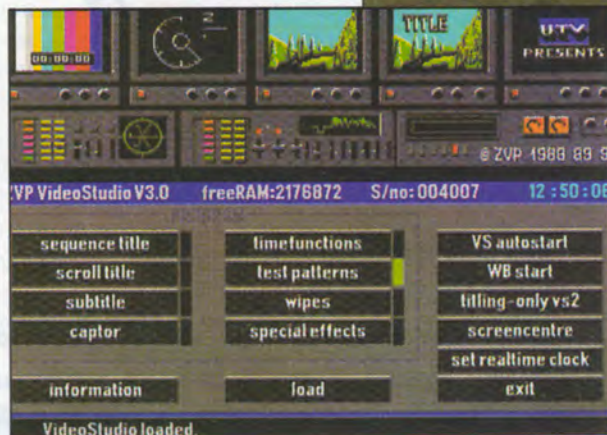 00:00:00
TITLE
UTV
PRESENTS
@ ZVP 1988 89 9
ZVP VideoStudio V3.0 freeRAM:2176872 S/no: 004007 12 :50:06
sequence title
timefunctions
VS autostart
scroll title
test patterns
WB start
subtitle
wipes
titling-only vs2
captor
special effects
screencentre
set realtime clock
information
load
exit
VideoStudio loaded.